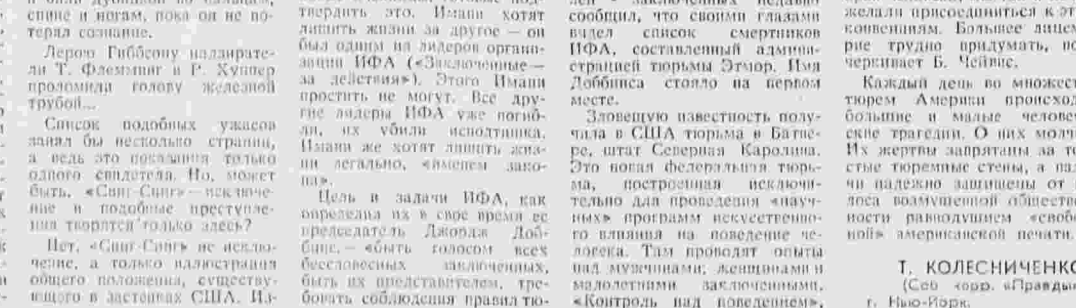 спине и ногам, пока он не по-
терял сознание.
Лерою Гиббсону надзирате-
ли Т. Флемминг и Р. Хуппер
проломили голову железной
трубой...
Список подобных ужасов
занял бы несколько страниц,
а ведь это показания только
одного свидетеля. Но, может
быть, «Синг-Синг» — исключе-
ние и подобные преступле-
ния творятся только здесь?
Нет, «Синг-Синг» не исклю-
чение, а только иллюстрация
общего положения, существу-
ющего в застенках США. Из-
твердить это. Имани хотят
лишить жизни за другое — он
был одним из лидеров органи-
зации ИФА («Заключенные —
за действия»). Этого Имани
простить не могут. Все дру-
гие лидеры ИФА уже погиб-
ли, их убили исподтишка.
Имани же хотят лишить жиз-
ни легально, «именем зако-
на».
Цель и задачи ИФА, как
определил их в свое время ее
председатель Джордж Доб-
бинс, — «быть голосом всех
бессловесных заключенных,
быть их представителем, тре-
бовать соблюдения правил тю-
сообщил, что своими глазами
видел список смертников
ИФА, составленный админи-
страцией тюрьмы Этмор. Имя
Доббинса стояло на первом
месте.
Зловещую известность полу-
чила в США тюрьма в Батне-
ре, штат Северная Каролина.
Это новая федеральная тюрь-
ма, построенная исключи-
тельно для проведения «науч-
ных» программ искусственно-
го влияния на поведение че-
ловека. Там проводят опыты
над мужчинами, женщинами и
малолетними заключенными.
«Контроль над поведением»,
желали присоединиться к эт
конвенциям. Большее лицем
рие трудно придумать, по
черкивает Б. Чейвис.
Каждый день во множест
тюрем Америки происход
большие и малые человеч
ские трагедии. О них молч
Их жертвы запрятаны за то
стые тюремные стены, а пал
чи надежно защищены от
лоса возмущенной обществе
ности равнодушием «свобо
ной» американской печати.
Т. КОЛЕСНИЧЕНКО
(Соб. корр. «Правды
г. Нью-Йорк.